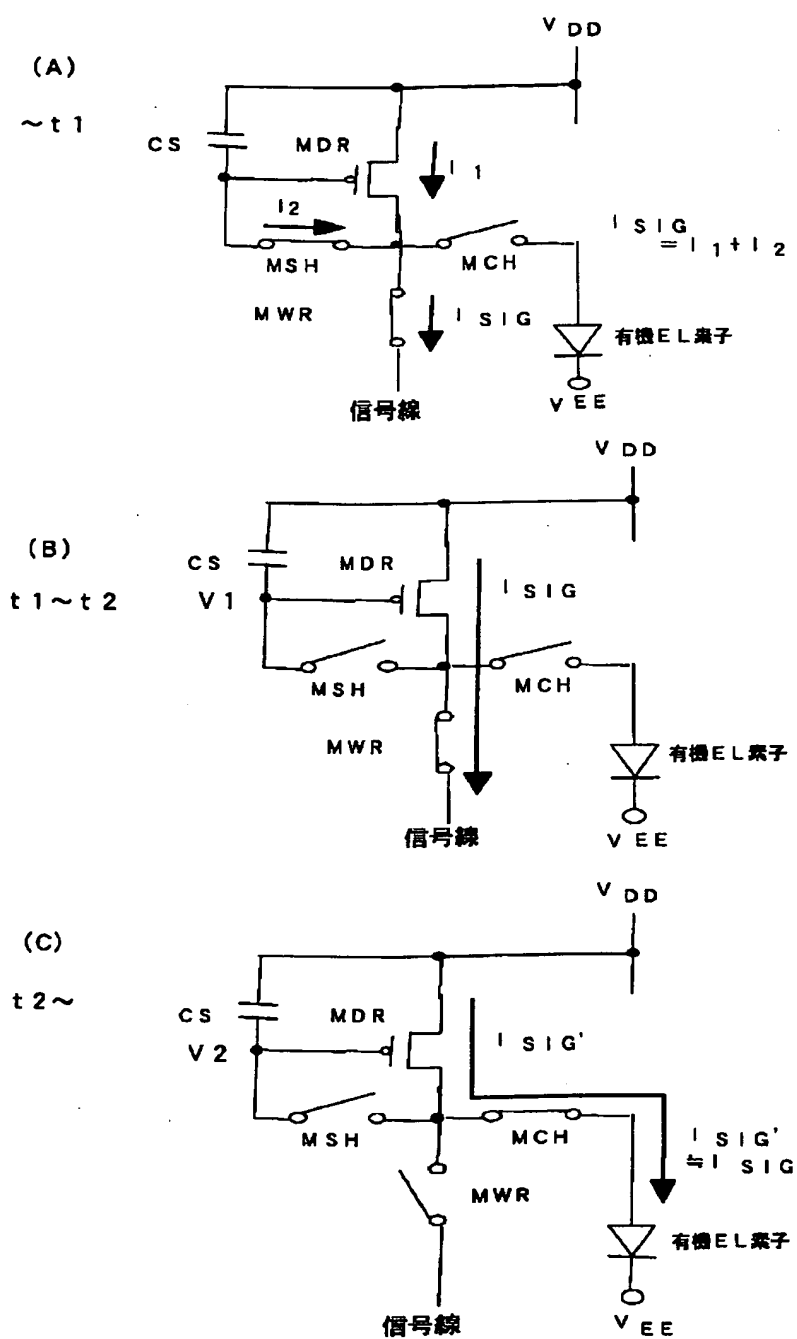 VDD
(A)
~t1
CS
MDR
I1
I2
ISIG
=I1+I2
MSH
MCH
MWR
ISIG
有機EL素子
信号線
VEE
VDD
(B)
t1~t2
CS
MDR
V1
ISIG
MSH
MCH
MWR
有機EL素子
信号線
VEE
VDD
(C)
t2~
CS
MDR
V2
ISIG'
MSH
MCH
ISIG'
≒ISIG
MWR
有機EL素子
信号線
VEE